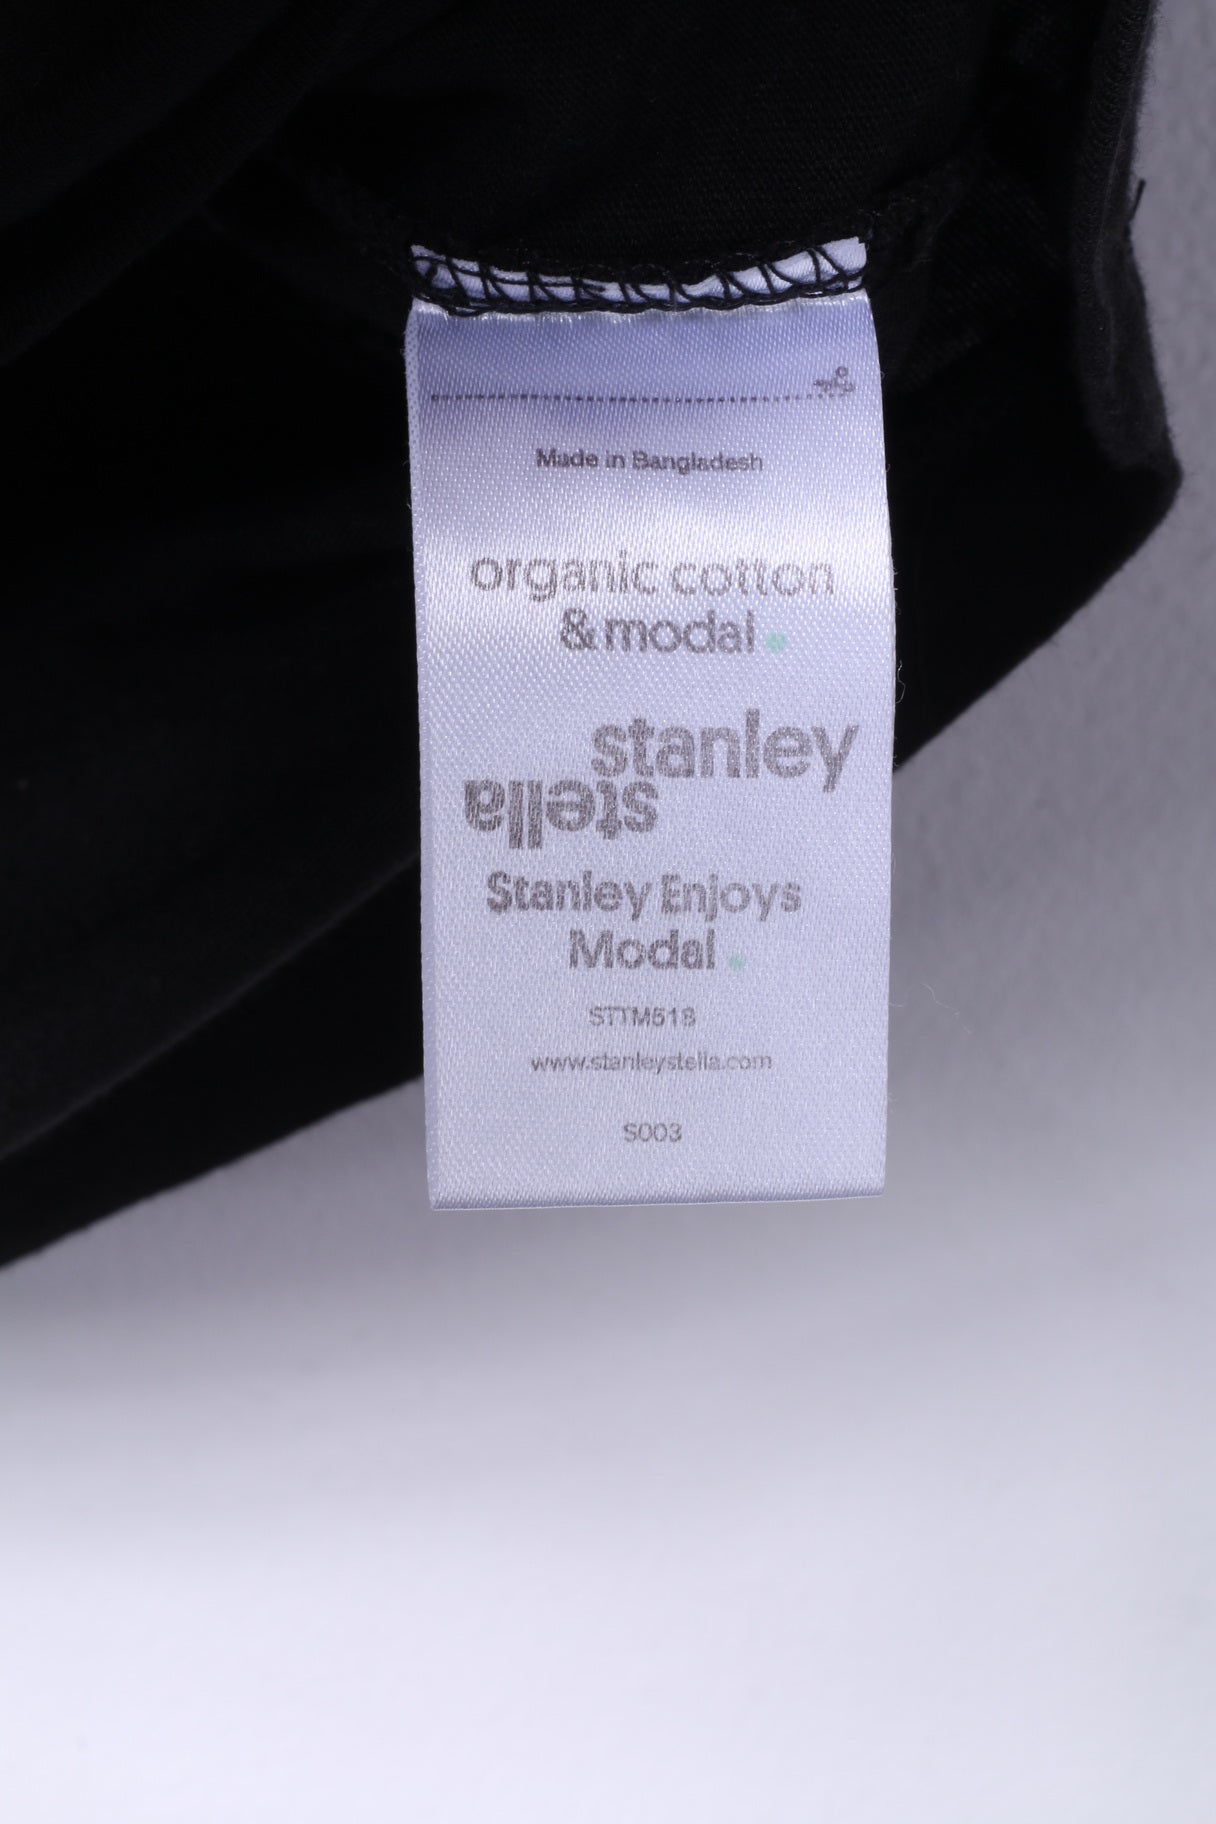 Made in Bangladesh
organic cotton
& modal.
stanley
stella
Stanley Enjoys
Modal.
STTM518
www.stanleystella.com
S003